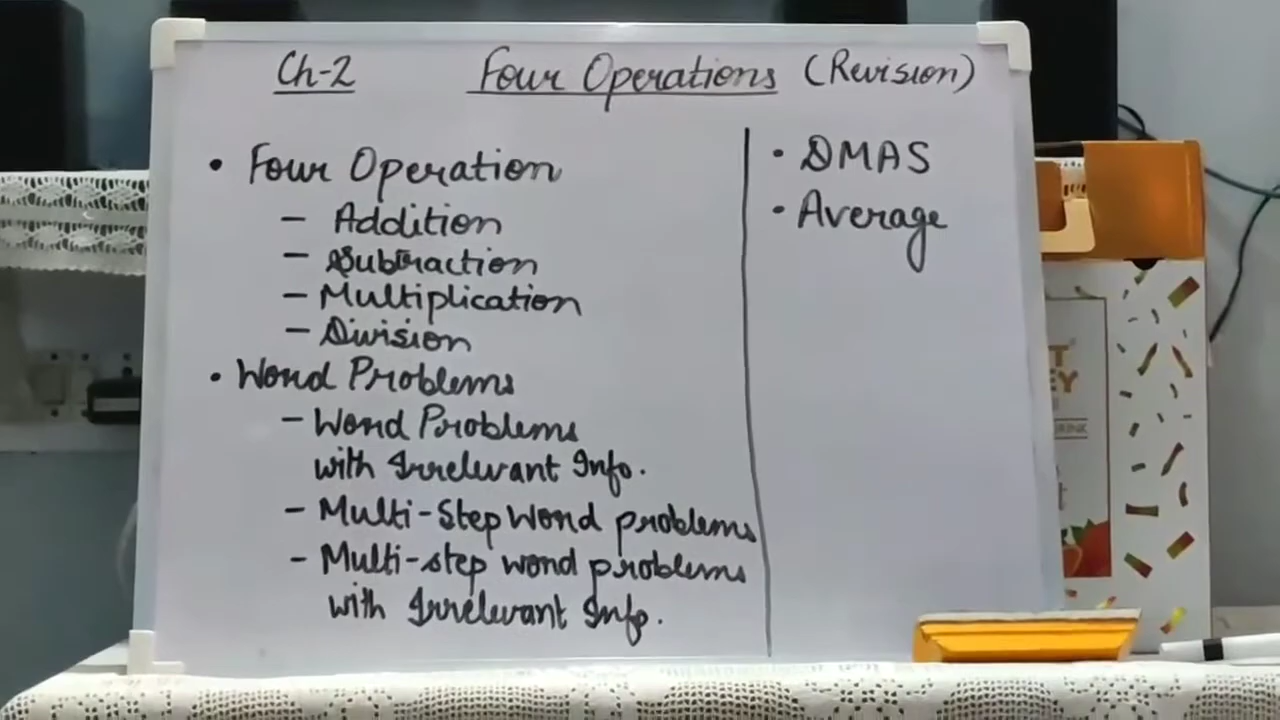 Ch-2 Four Operations (Revision)
• Four Operation
– Addition
– Subtraction
– Multiplication
– Division
• Word Problems
– Word Problems
with Irrelevant Info.
– Multi-Step Word problems
– Multi-step word problems
with Irrelevant Info.
• DMAS
• Average